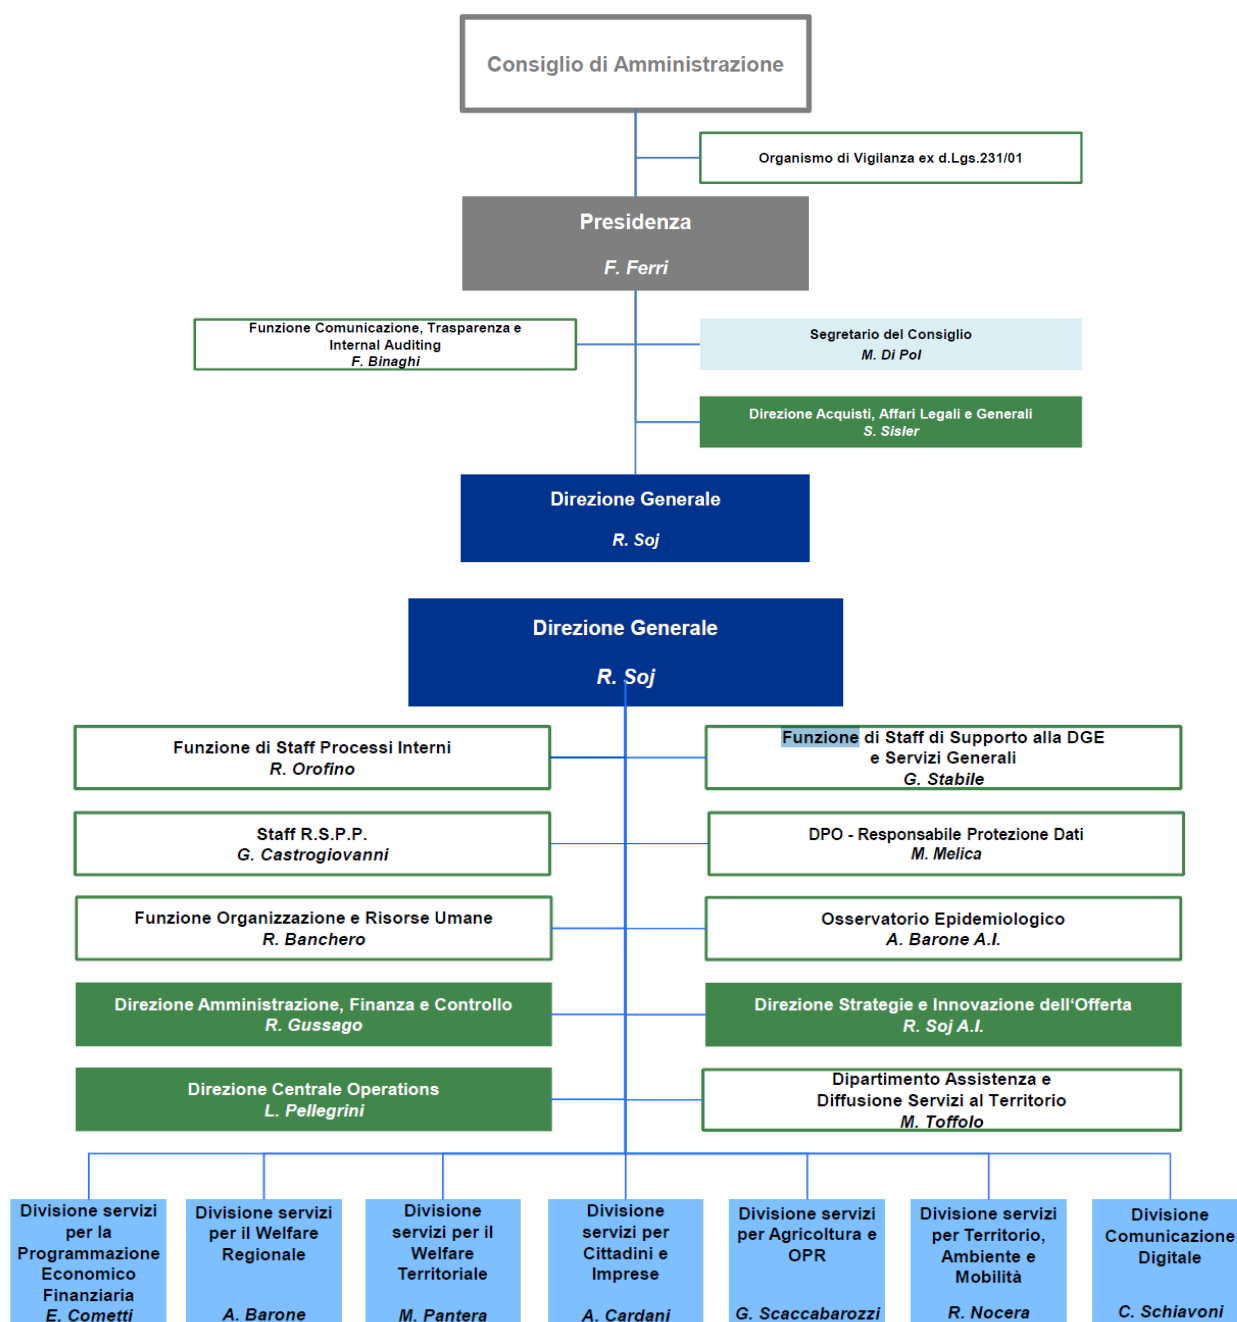 Consiglio di Amministrazione
Organismo di Vigilanza ex d.Lgs.231/01
Presidenza
F. Ferri
Funzione Comunicazione, Trasparenza e
Internal Auditing
F. Binaghi
Segretario del Consiglio
M. Di Pol
Direzione Acquisti, Affari Legali e Generali
S. Sisler
Direzione Generale
R. Soj
Direzione Generale
R. Soj
Funzione di Staff Processi Interni
R. Orofino
Funzione di Staff di Supporto alla DGE
e Servizi Generali
G. Stabile
Staff R.S.P.P.
G. Castrogiovanni
DPO - Responsabile Protezione Dati
M. Melica
Funzione Organizzazione e Risorse Umane
R. Banchero
Osservatorio Epidemiologico
A. Barone A.I.
Direzione Amministrazione, Finanza e Controllo
R. Gussago
Direzione Strategie e Innovazione dell‘Offerta
R. Soj A.I.
Direzione Centrale Operations
L. Pellegrini
Dipartimento Assistenza e
Diffusione Servizi al Territorio
M. Toffolo
Divisione servizi
per la
Programmazione
Economico
Finanziaria
E. Cometti
Divisione servizi
per il Welfare
Regionale
A. Barone
Divisione
servizi per il
Welfare
Territoriale
M. Pantera
Divisione
servizi per
Cittadini e
Imprese
A. Cardani
Divisione servizi
per Agricoltura e
OPR
G. Scaccabarozzi
Divisione servizi
per Territorio,
Ambiente e
Mobilità
R. Nocera
Divisione
Comunicazione
Digitale
C. Schiavoni